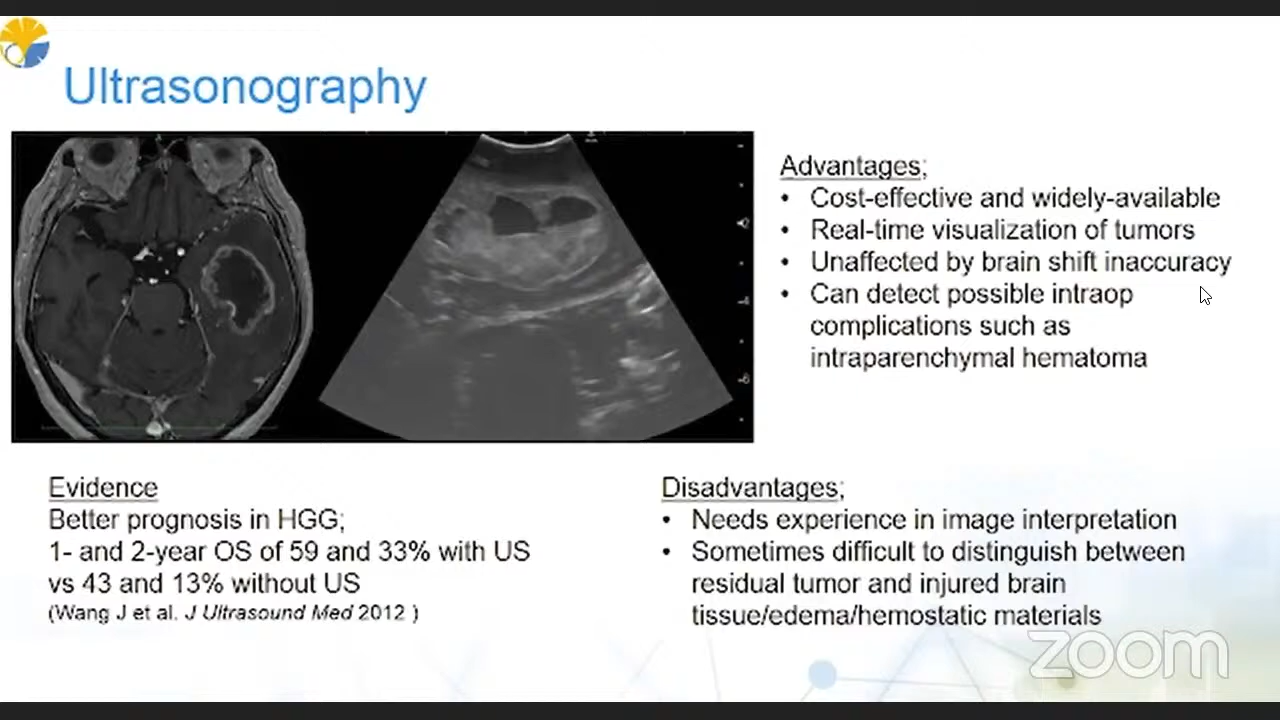 Ultrasonography
Advantages;
• Cost-effective and widely-available
• Real-time visualization of tumors
• Unaffected by brain shift inaccuracy
• Can detect possible intraop
complications such as
intraparenchymal hematoma
Evidence
Better prognosis in HGG;
1- and 2-year OS of 59 and 33% with US
vs 43 and 13% without US
(Wang J et al. J Ultrasound Med 2012 )
Disadvantages;
• Needs experience in image interpretation
• Sometimes difficult to distinguish between
residual tumor and injured brain
tissue/edema/hemostatic materials
zoom